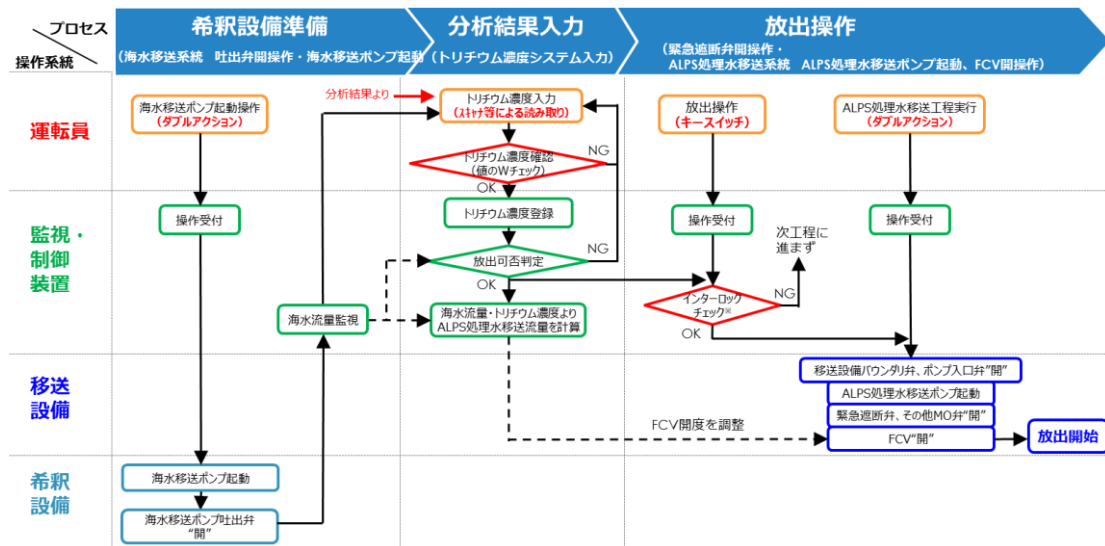 プロセス
操作系統
希釈設備準備
(海水移送系統 吐出弁開操作・海水移送ポンプ起動)
分析結果入力
(トリチウム濃度システム入力)
放出操作
(緊急遮断弁開操作・
ALPS処理水移送系統 ALPS処理水移送ポンプ起動、FCV開操作)
運転員
海水移送ポンプ起動操作
(ダブルアクション)
分析結果より
トリチウム濃度入力
(スキャナ等による読み取り)
トリチウム濃度確認
(値のWチェック)
NG
OK
放出操作
(キースイッチ)
ALPS処理水移送工程実行
(ダブルアクション)
監視・
制御
装置
操作受付
海水流量監視
トリチウム濃度登録
放出可否判定
NG
OK
海水流量・トリチウム濃度より
ALPS処理水移送流量を計算
操作受付
インターロック
チェック※
NG
OK
次工程に
進まず
操作受付
移送
設備
移送設備バウンダリ弁、ポンプ入口弁"開"
ALPS処理水移送ポンプ起動
緊急遮断弁、その他MO弁"開"
FCV開度を調整
FCV"開"
放出開始
希釈
設備
海水移送ポンプ起動
海水移送ポンプ吐出弁
"開"